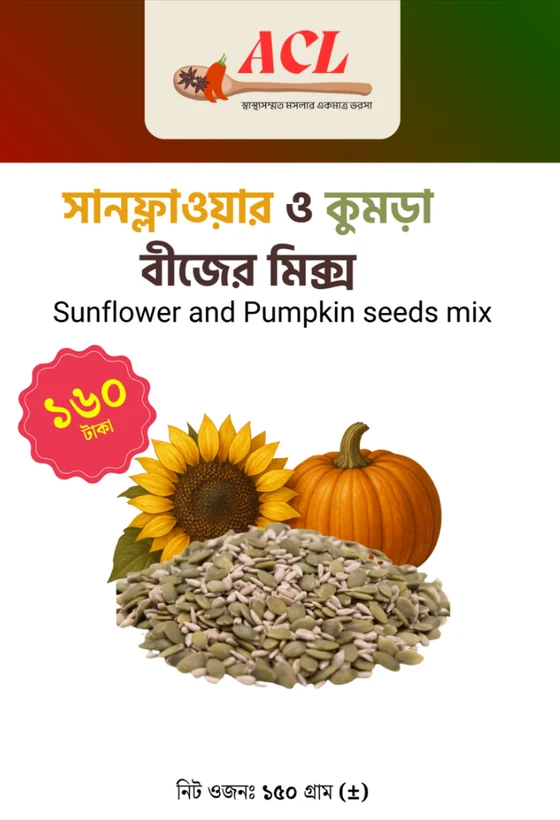 ACL
স্বাস্থ্যসম্মত মসলার একমাত্র ভরসা
সানফ্লাওয়ার ও কুমড়া
বীজের মিক্স
Sunflower and Pumpkin seeds mix
১৬০
টাকা
নিট ওজনঃ ১৫০ গ্রাম (±)